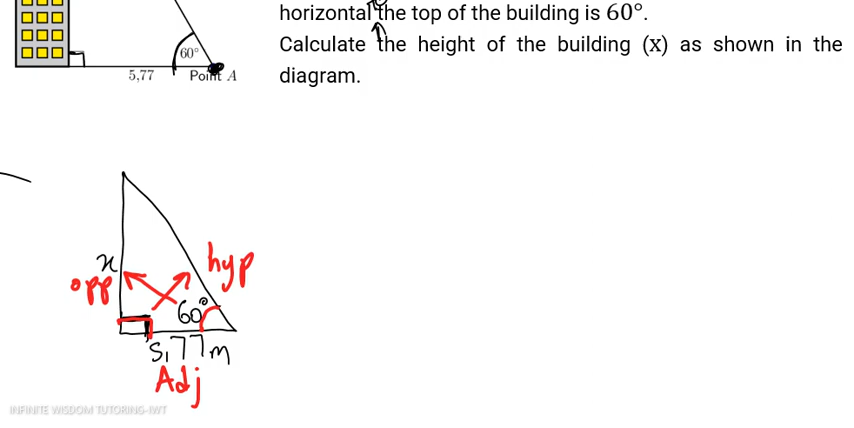 horizontal the top of the building is 60°.
Calculate the height of the building (x) as shown in the
diagram.
60°
5,77
Point A
x
opp
hyp
60°
5,77m
Adj
INFINITE WISDOM TUTORING-IWT